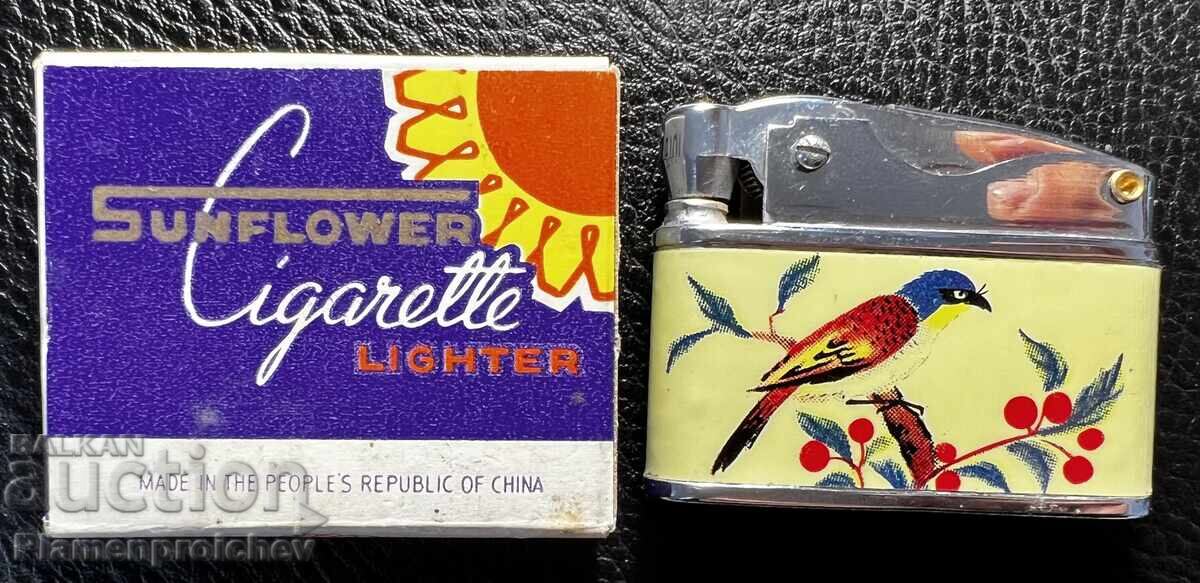 SUNFLOWER
Cigarette
LIGHTER
MADE IN THE PEOPLE'S REPUBLIC OF CHINA
BALKAN
auction
Plamenproichev